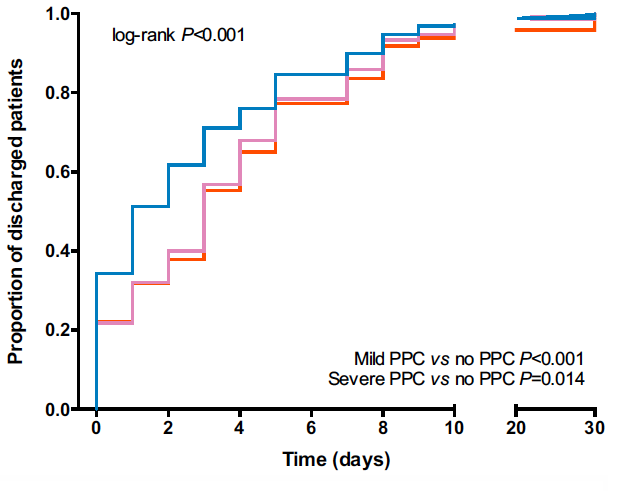 log-rank P<0.001
Proportion of discharged patients
1.0
0.8
0.6
0.4
0.2
0.0
Mild PPC vs no PPC P<0.001
Severe PPC vs no PPC P=0.014
0 2 4 6 8 10 20 30
Time (days)